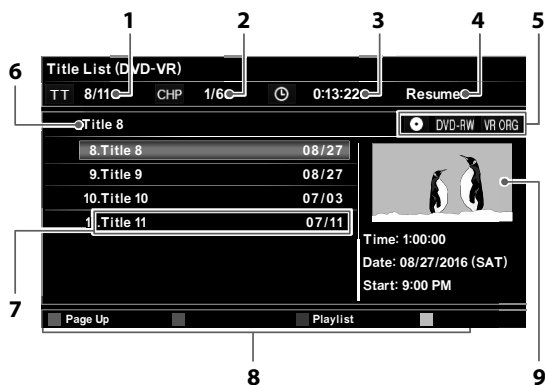 1 2 3 4 5
6
Title List (DVD-VR)
TT 8/11 CHP 1/6 0:13:22 Resume
Title 8 DVD-RW VR ORG
8.Title 8 08/27
9.Title 9 08/27
10.Title 10 07/03
1 .Title 11 07/11
7
Time: 1:00:00
Date: 08/27/2016 (SAT)
Start: 9:00 PM
Page Up Playlist
8 9